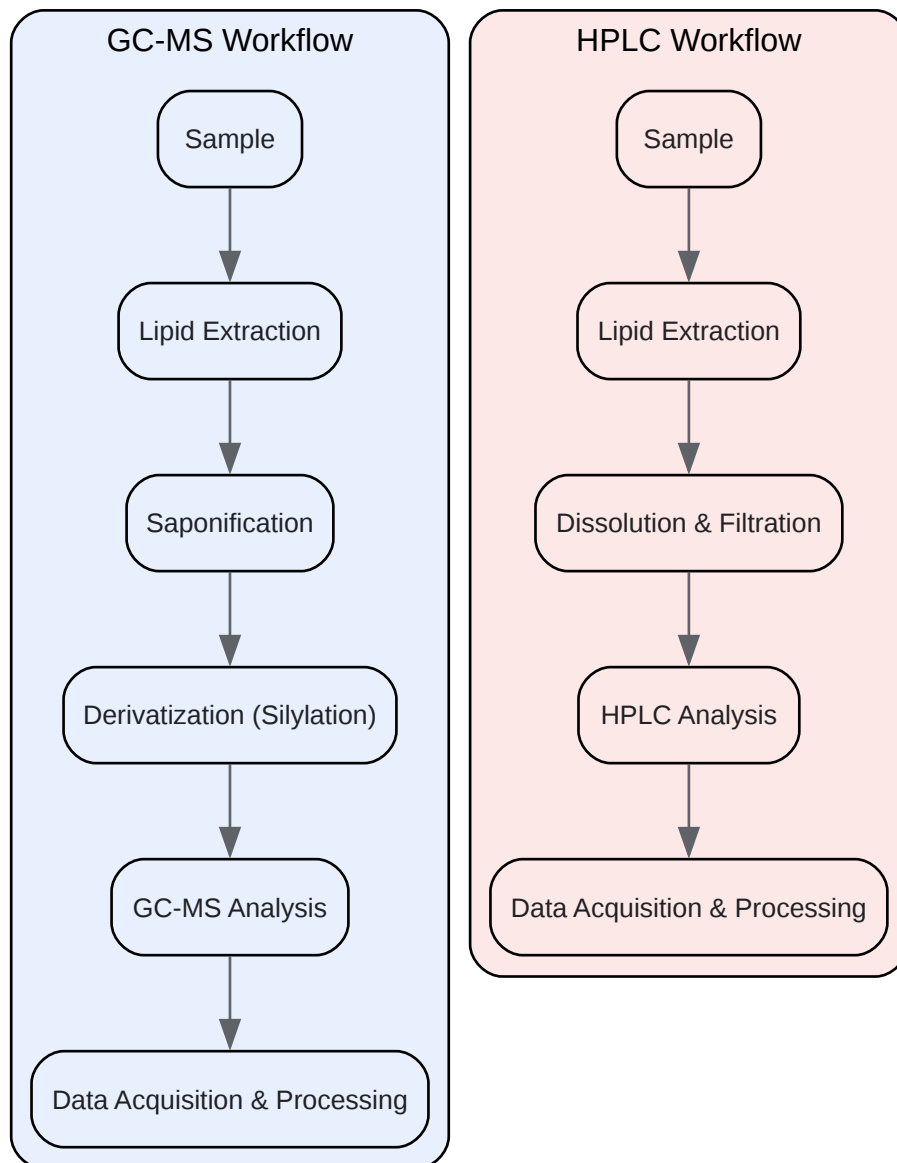 GC-MS Workflow
Sample
Lipid Extraction
Saponification
Derivatization (Silylation)
GC-MS Analysis
Data Acquisition & Processing
HPLC Workflow
Sample
Lipid Extraction
Dissolution & Filtration
HPLC Analysis
Data Acquisition & Processing